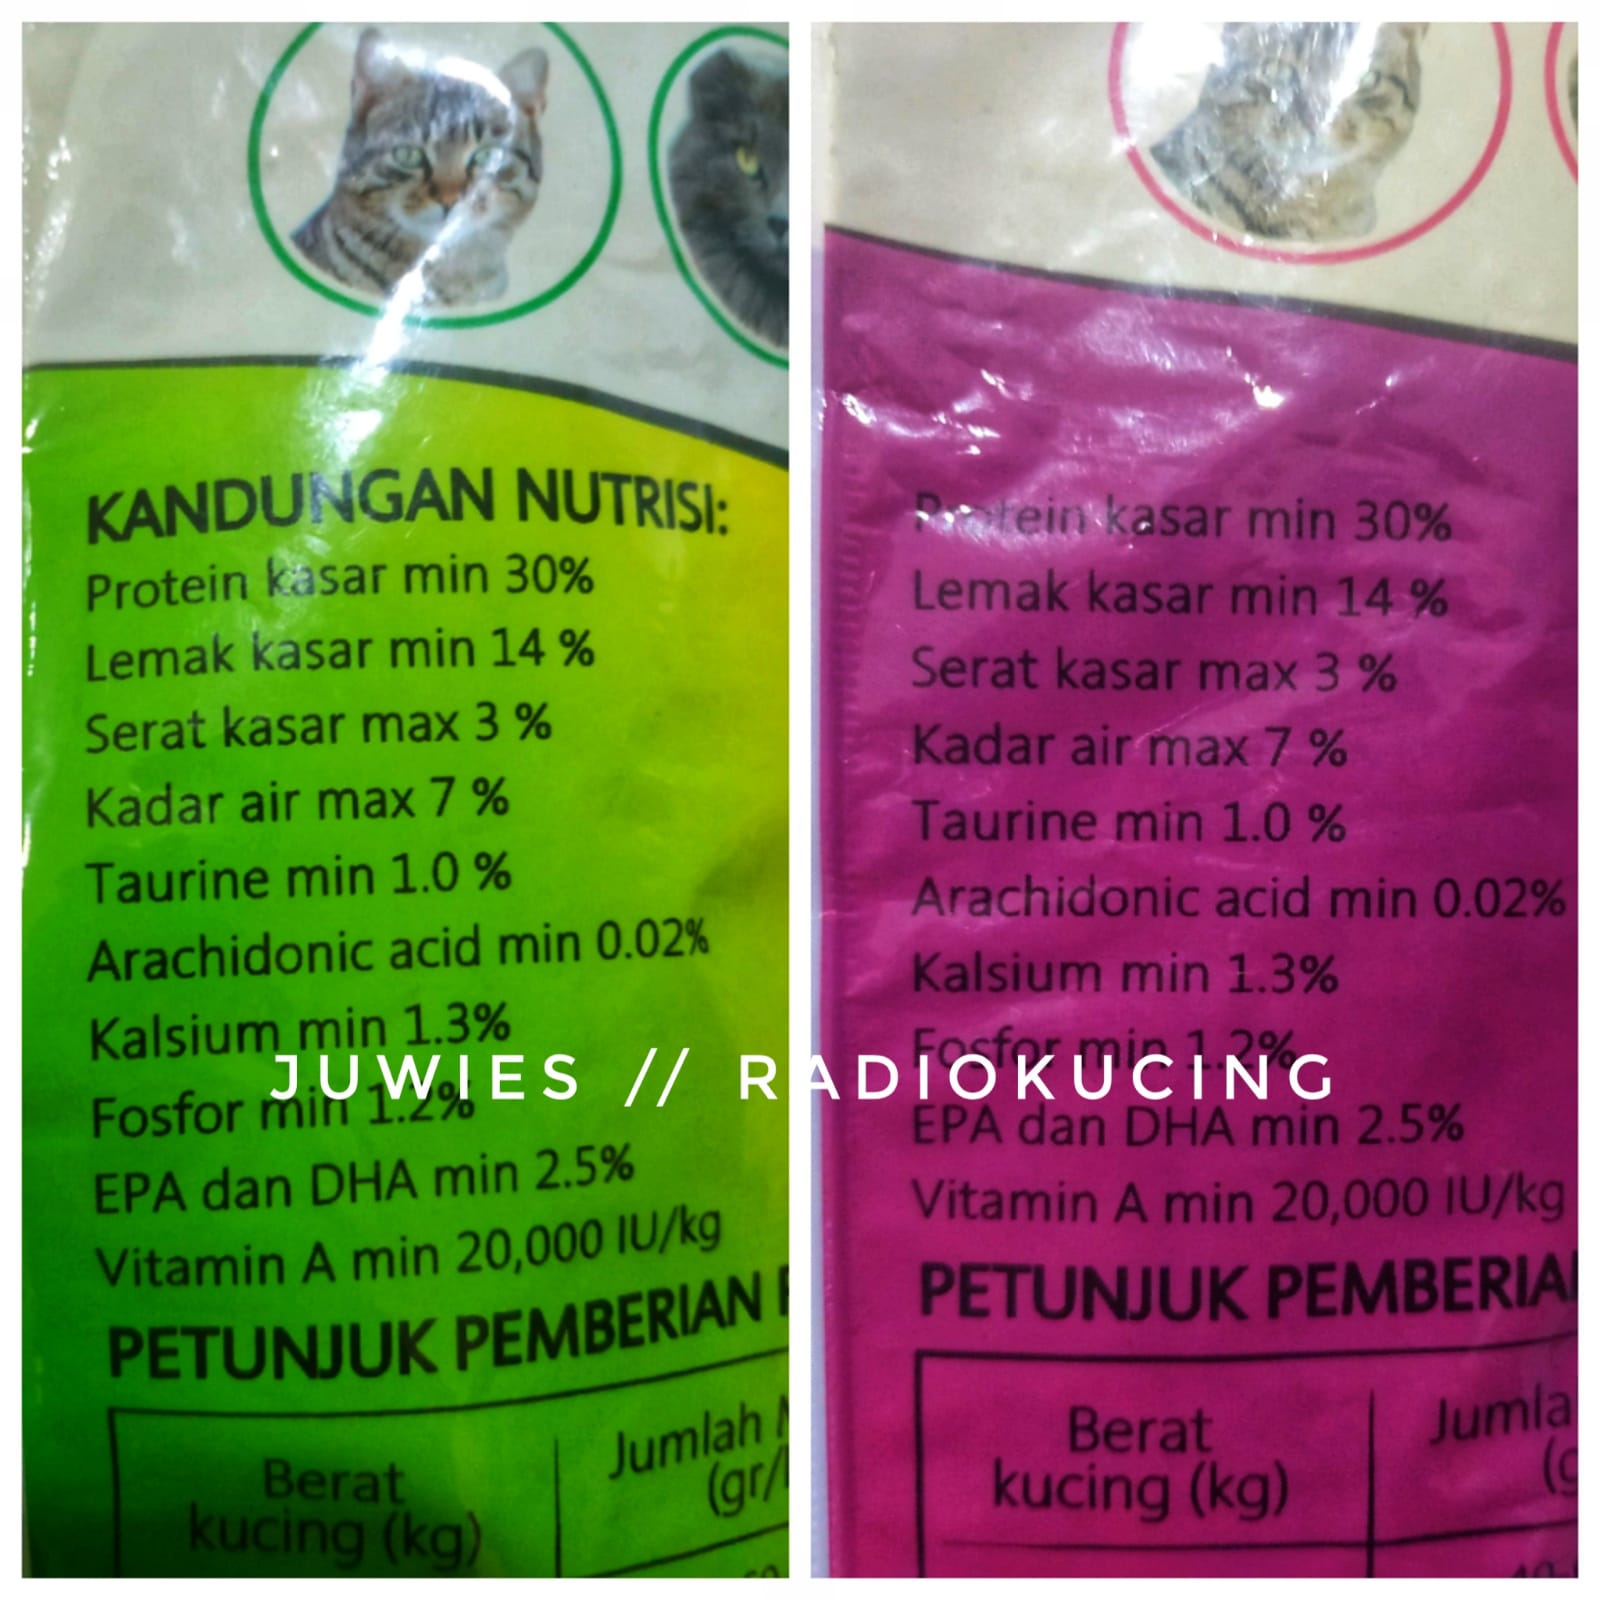 KANDUNGAN NUTRISI:
Protein kasar min 30%
Lemak kasar min 14 %
Serat kasar max 3 %
Kadar air max 7 %
Taurine min 1.0 %
Arachidonic acid min 0.02%
Kalsium min 1.3%
Fosfor min 1.2%
EPA dan DHA min 2.5%
Vitamin A min 20,000 IU/kg
PETUNJUK PEMBERIAN
Berat
kucing (kg)
Jumlah
(gr/
Protein kasar min 30%
Lemak kasar min 14 %
Serat kasar max 3 %
Kadar air max 7 %
Taurine min 1.0 %
Arachidonic acid min 0.02%
Kalsium min 1.3%
Fosfor min 1.2%
EPA dan DHA min 2.5%
Vitamin A min 20,000 IU/kg
PETUNJUK PEMBERIA
Berat
kucing (kg)
Jumla
JUWIES // RADIOKUCING